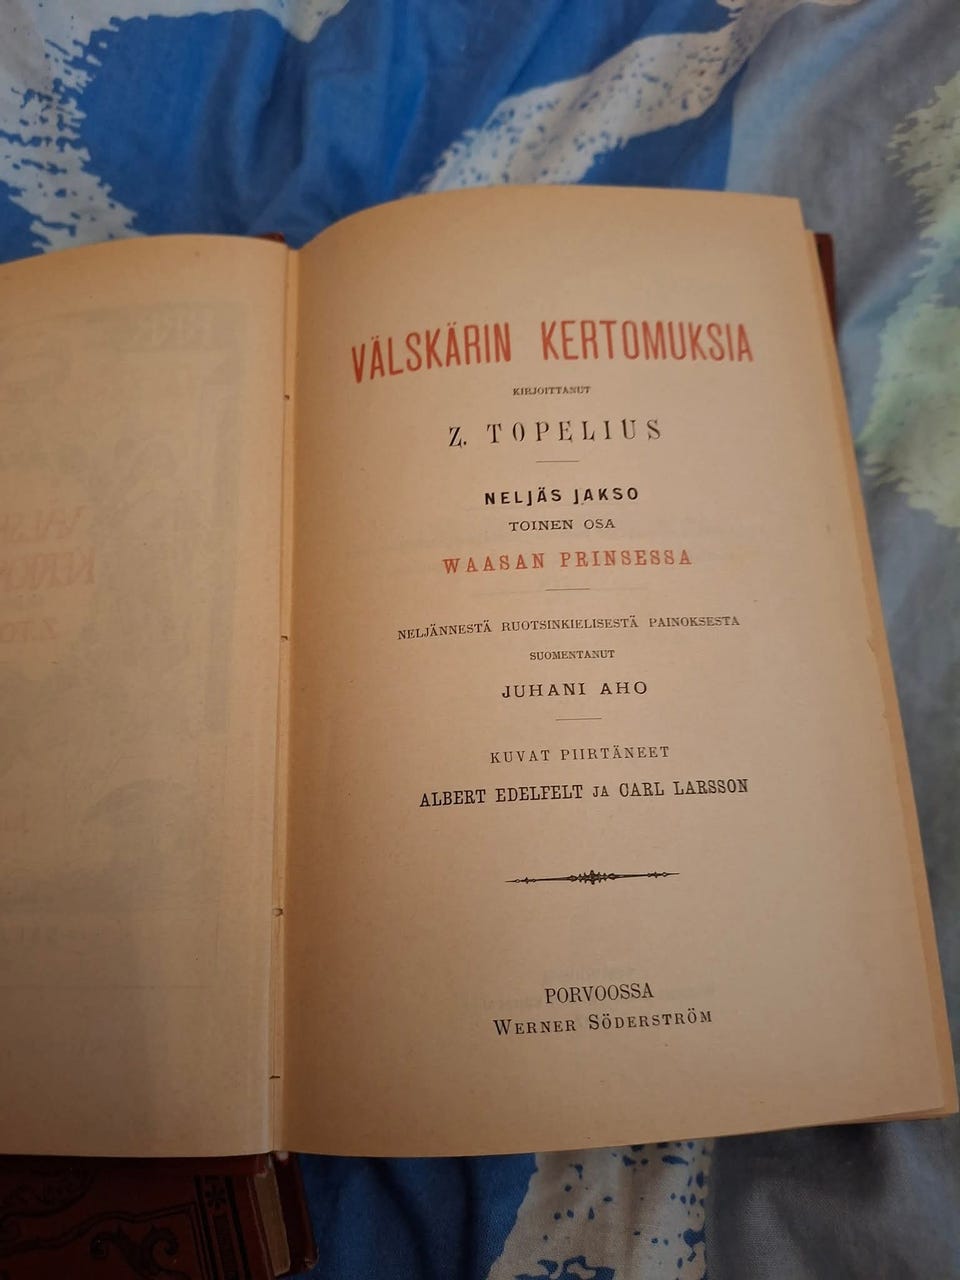 VÄLSKÄRIN KERTOMUKSIA
KIRJOITTANUT
Z. TOPELIUS
NELJÄS JAKSO
TOINEN OSA
WAASAN PRINSESSA
NELJÄNNESTÄ RUOTSINKIELISESTÄ PAINOKSESTA
SUOMENTANUT
JUHANI AHO
KUVAT PIIRTÄNEET
ALBERT EDELFELT JA CARL LARSSON
PORVOOSSA
WERNER SÖDERSTRÖM